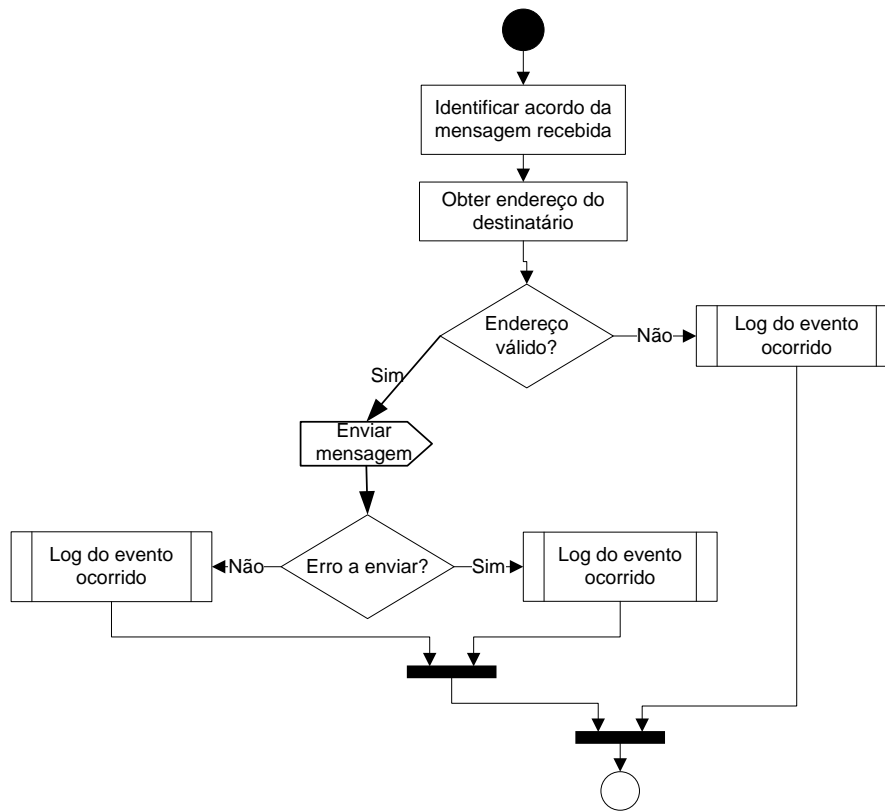 Identificar acordo da
mensagem recebida
Obter endereço do
destinatário
Endereço
válido?
Não
Log do evento
ocorrido
Sim
Enviar
mensagem
Log do evento
ocorrido
Não
Erro a enviar?
Sim
Log do evento
ocorrido